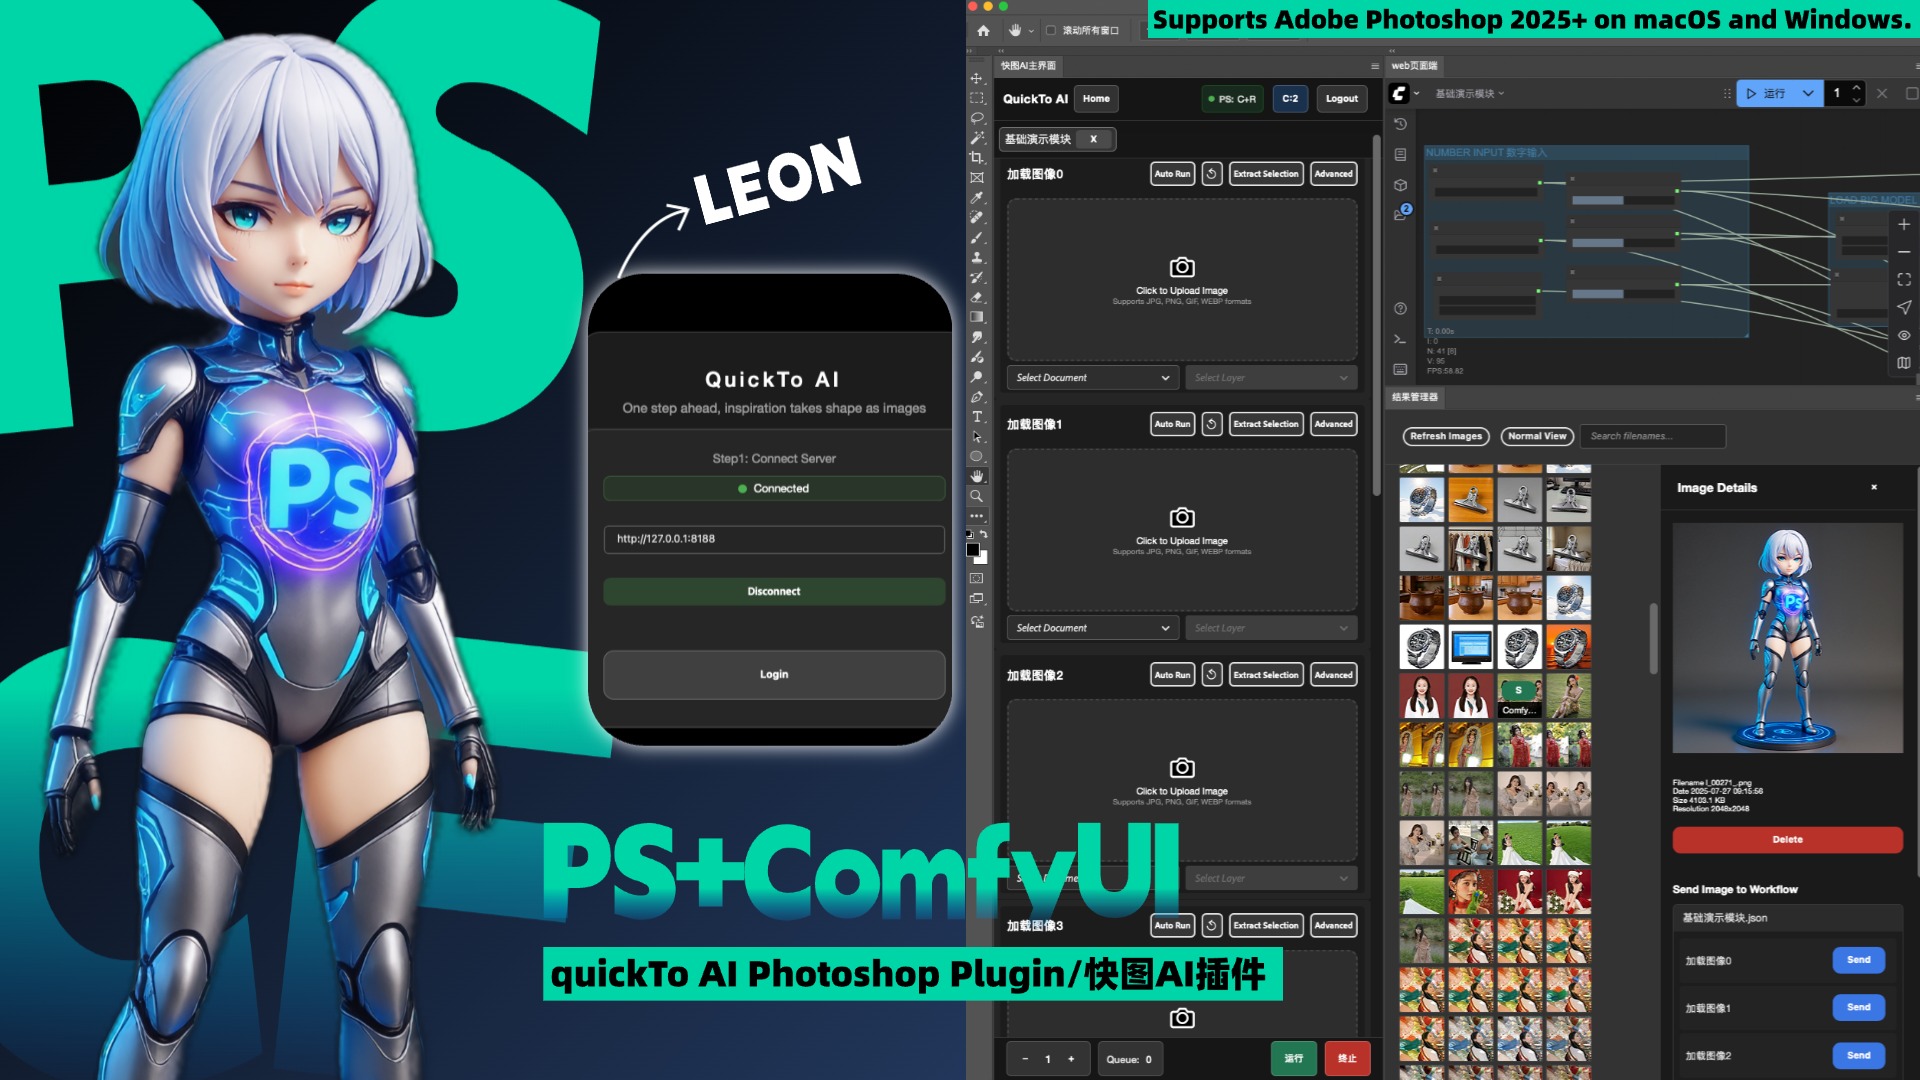 PS
LEON
Ps
QuickTo AI
One step ahead, inspiration takes shape as images
Step1: Connect Server
Connected
http://127.0.0.1:8188
Disconnect
Login
PS+ComfyUI
quickTo AI Photoshop Plugin/快图AI插件
Supports Adobe Photoshop 2025+ on macOS and Windows.
滚动所有窗口
快图AI主界面
QuickTo AI
Home
PS: C+R
C:2
Logout
基础演示模块 X
加载图像0
Auto Run
Extract Selection
Advanced
Click to Upload Image
Supports JPG, PNG, GIF, WEBP formats
Select Document
Select Layer
加载图像1
Auto Run
Extract Selection
Advanced
Click to Upload Image
Supports JPG, PNG, GIF, WEBP formats
Select Document
Select Layer
加载图像2
Auto Run
Extract Selection
Advanced
Click to Upload Image
Supports JPG, PNG, GIF, WEBP formats
Select Layer
加载图像3
Auto Run
Extract Selection
Advanced
− 1 +
Queue: 0
运行
终止
web页面端
基础演示模块
运行
1
2
NUMBER INPUT 数字输入
LOAD BIG MODEL
T: 0.00s
I: 0
N: 41 [6]
V: 95
FPS:58.82
结果管理器
Refresh Images
Normal View
Search filenames...
S
Comfy...
Image Details
×
Ps
Filename I_00271_.png
Date 2025-07-27 09:15:56
Size 4103.1 KB
Resolution 2048x2048
Delete
Send Image to Workflow
基础演示模块.json
加载图像0
Send
加载图像1
Send
加载图像2
Send